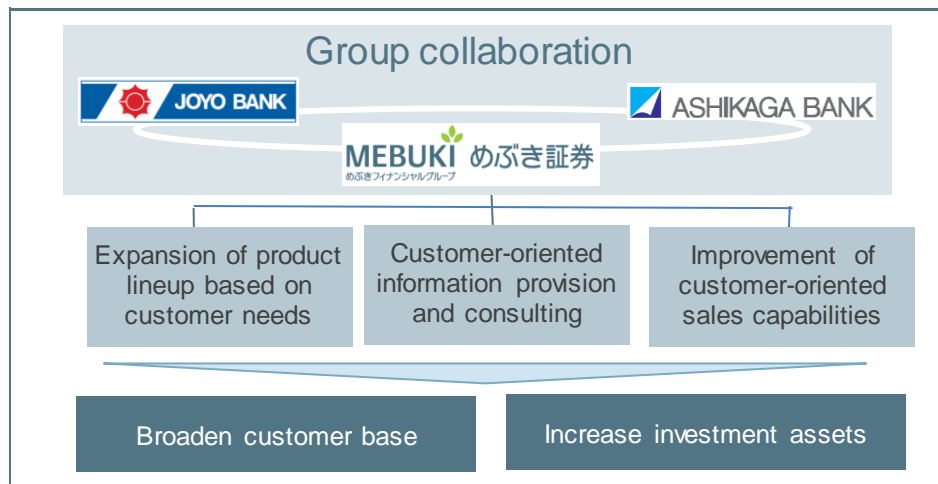 Group collaboration
JOYO BANK
ASHIKAGA BANK
MEBUKI めぶき証券
めぶきフィナンシャルグループ
Expansion of product
lineup based on
customer needs
Customer-oriented
information provision
and consulting
Improvement of
customer-oriented
sales capabilities
Broaden customer base
Increase investment assets